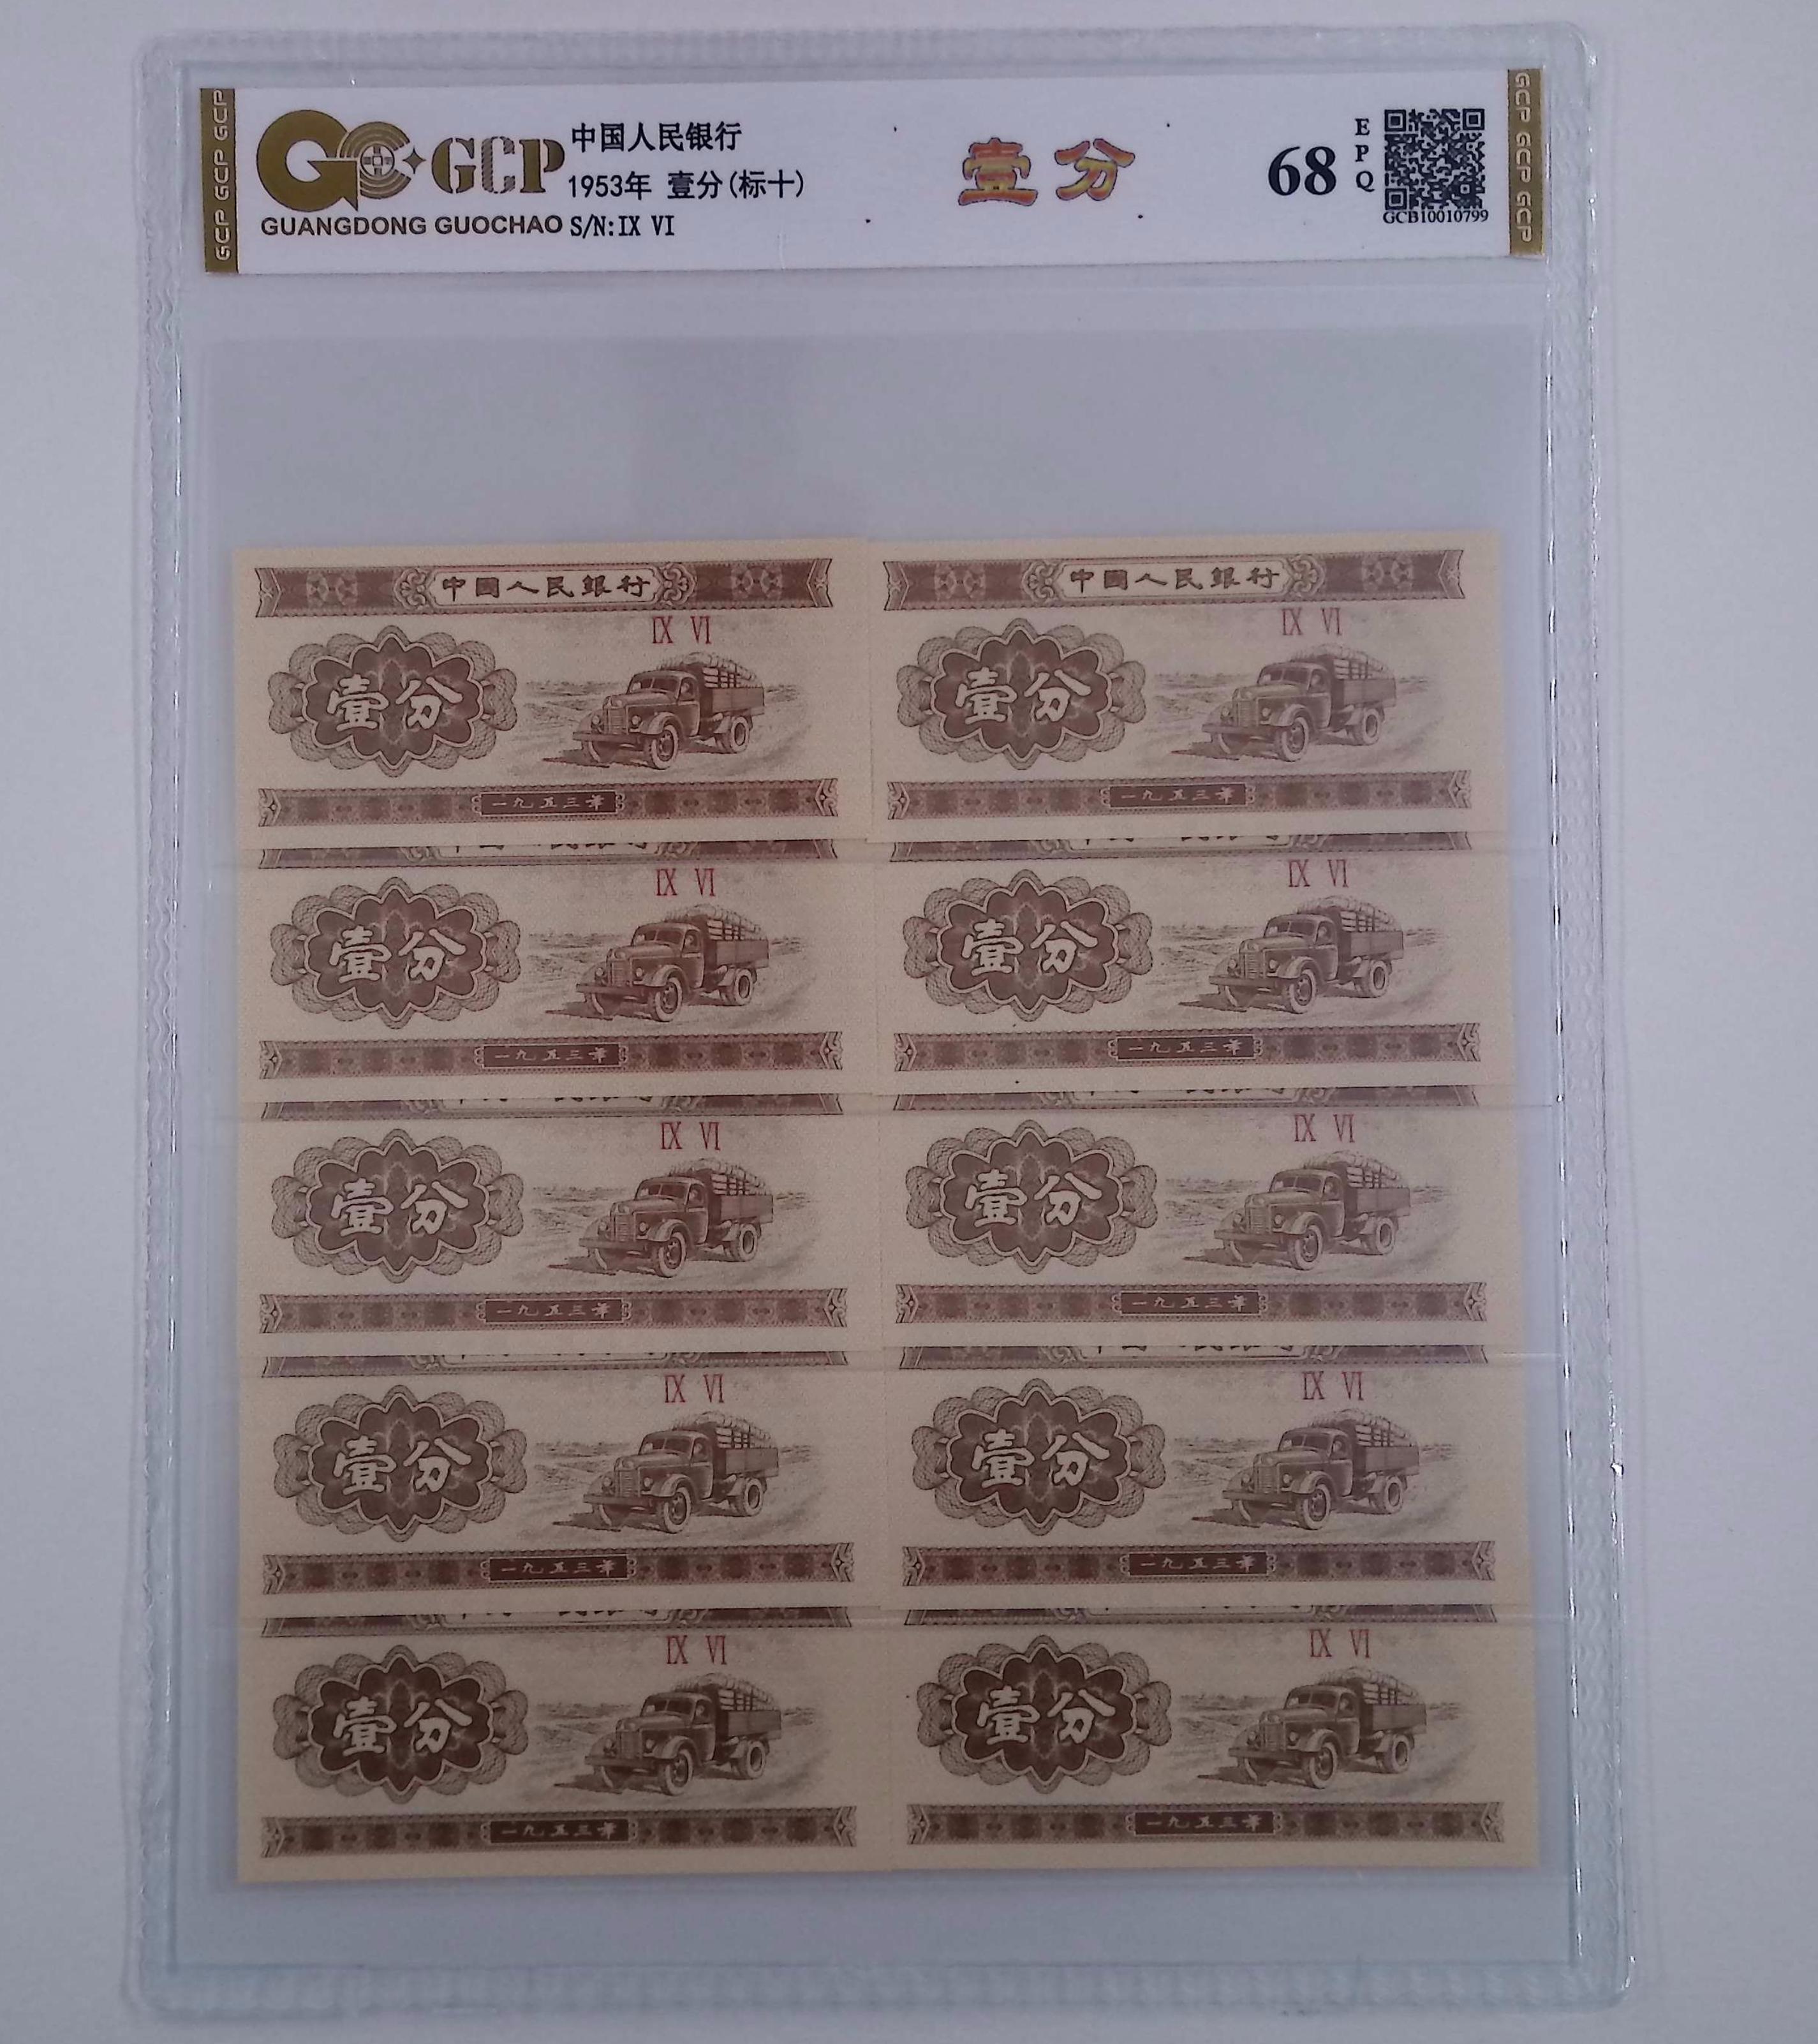 GCP GCP GCP
GCP
中国人民银行
1953年 壹分(标十)
GUANGDONG GUOCHAO
S/N:IX VI
壹分
68
EPQ
GCB10010799
GCP GCP GCP
中國人民銀行
IX VI
壹分
一九五三年
中國人民銀行
IX VI
壹分
一九五三年
IX VI
壹分
一九五三年
IX VI
壹分
一九五三年
IX VI
壹分
一九五三年
IX VI
壹分
一九五三年
IX VI
壹分
一九五三年
IX VI
壹分
一九五三年
IX VI
壹分
一九五三年
IX VI
壹分
一九五三年